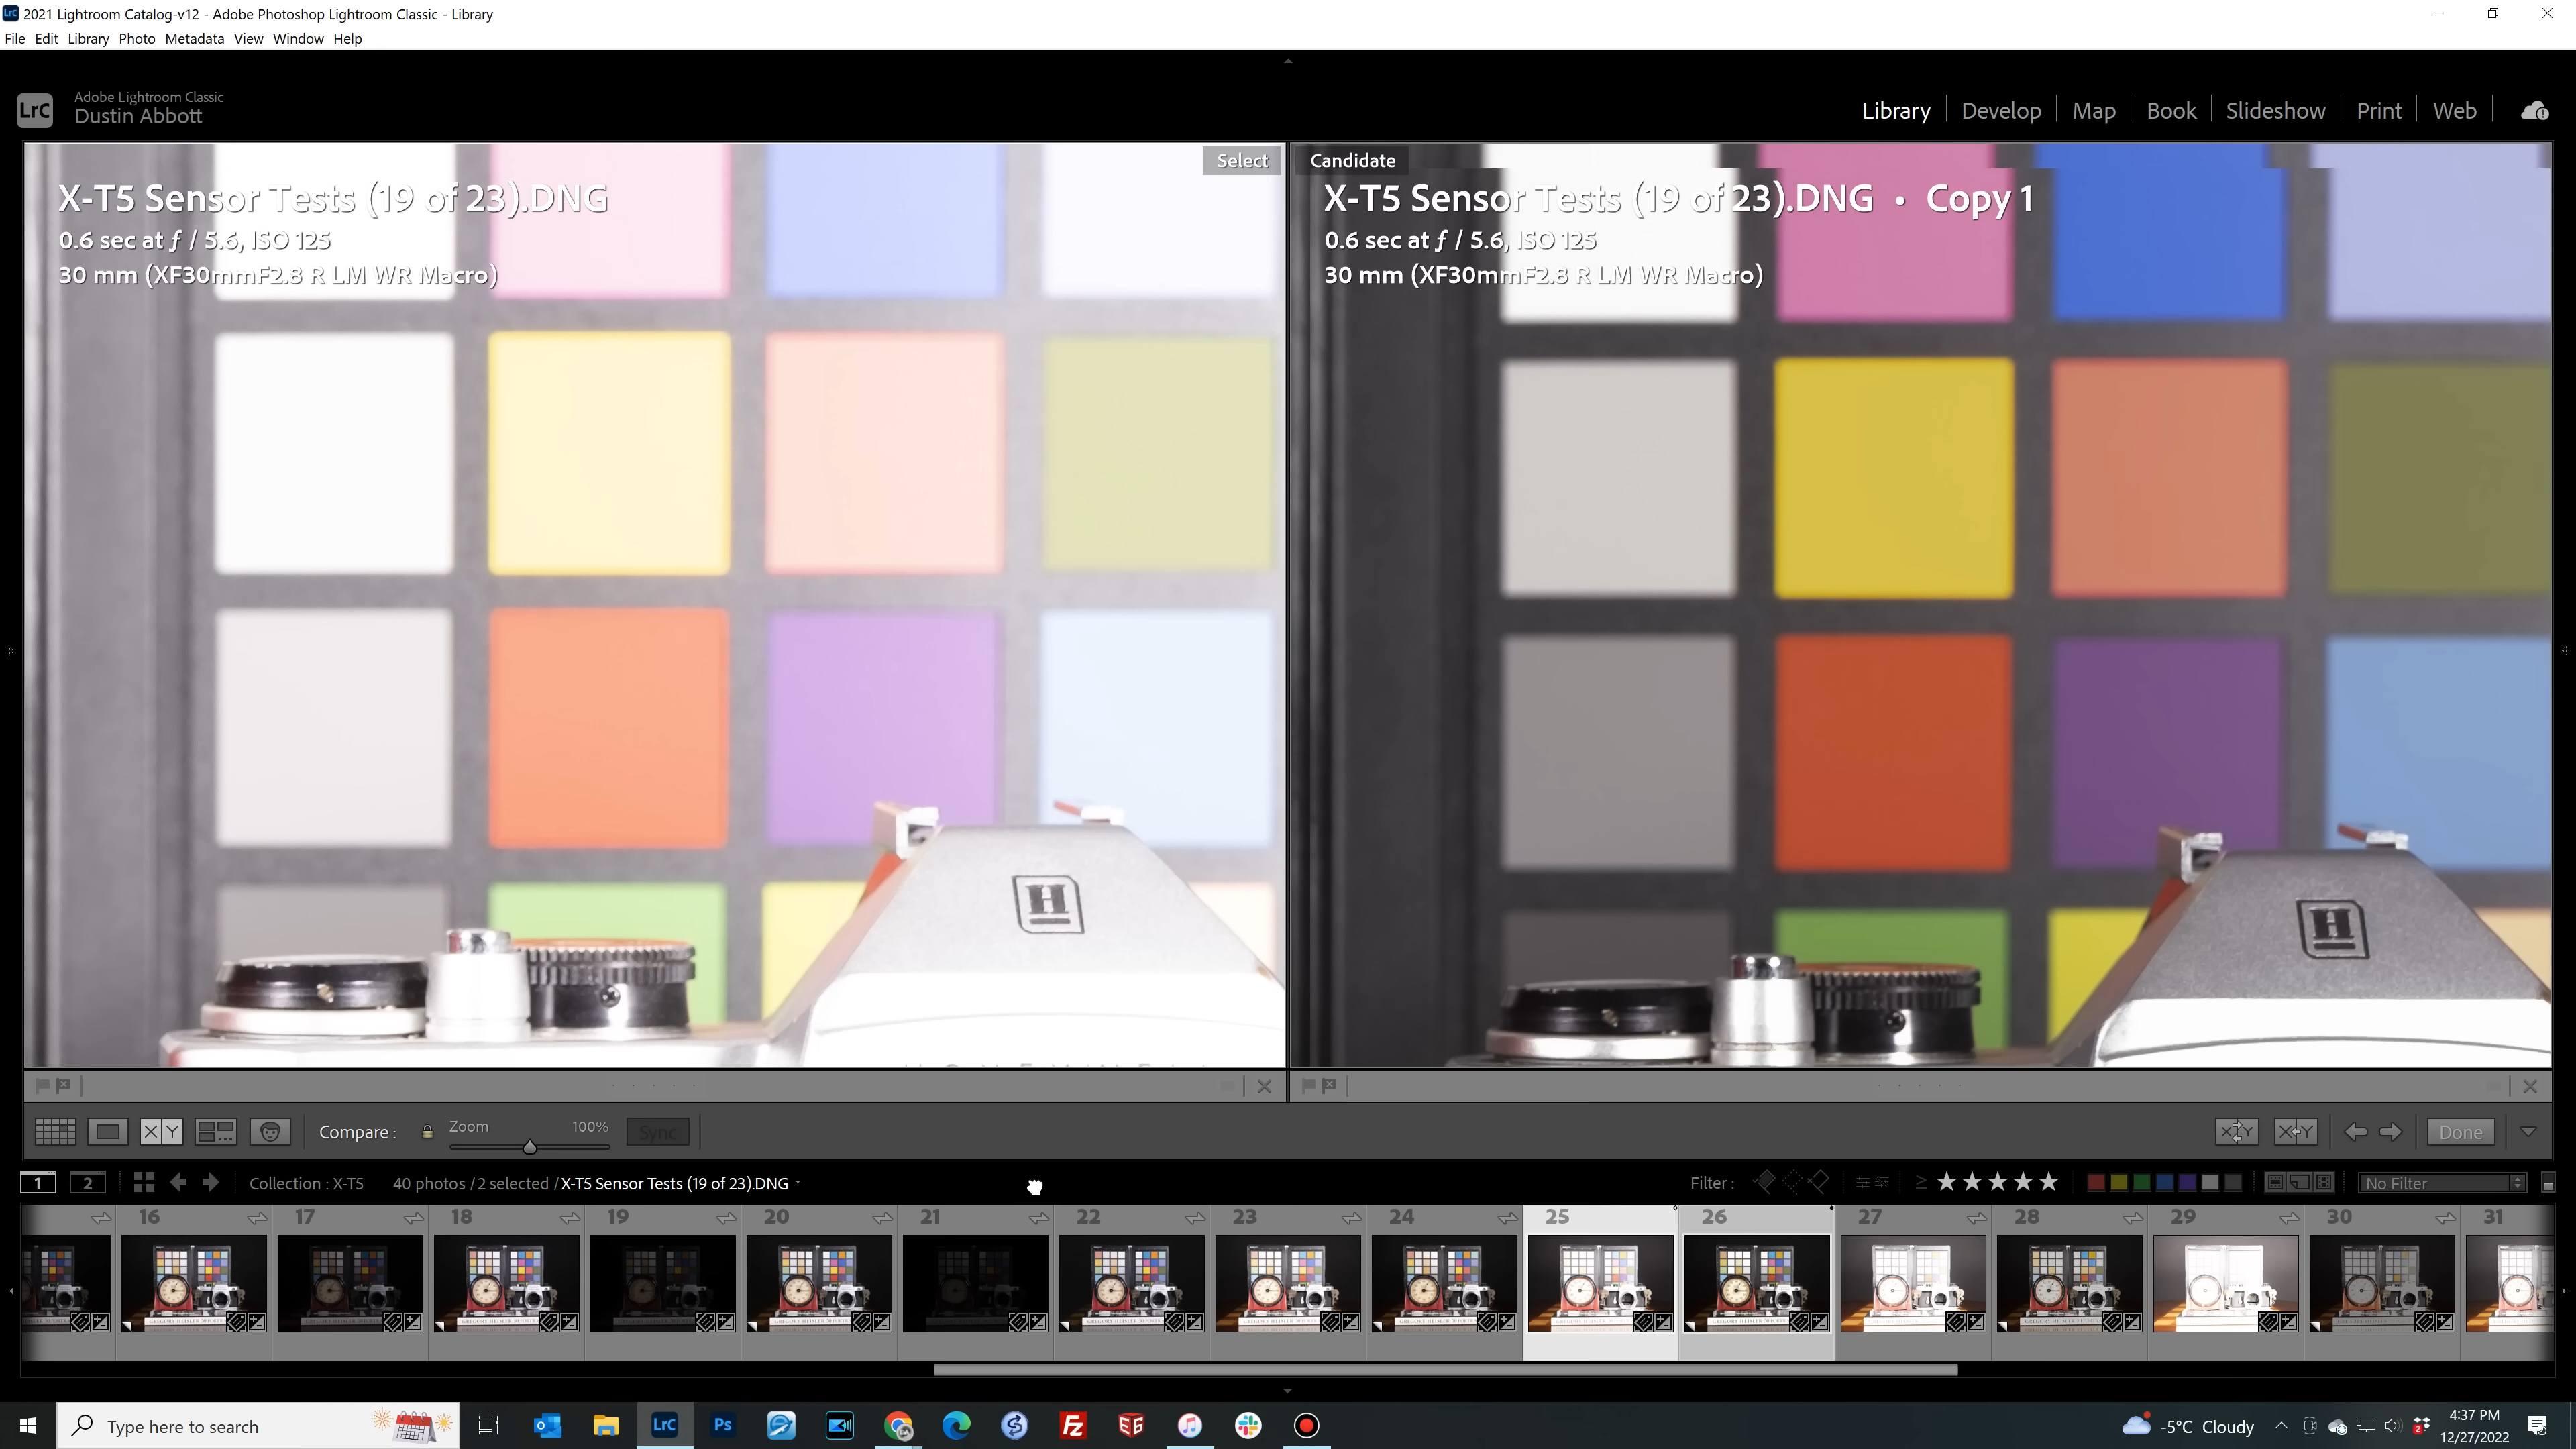 2021 Lightroom Catalog-v12 - Adobe Photoshop Lightroom Classic - Library
File Edit Library Photo Metadata View Window Help
LrC
Adobe Lightroom Classic
Dustin Abbott
Library Develop Map Book Slideshow Print Web
X-T5 Sensor Tests (19 of 23).DNG
0.6 sec at ƒ / 5.6, ISO 125
30 mm (XF30mmF2.8 R LM WR Macro)
Select
H
Candidate
X-T5 Sensor Tests (19 of 23).DNG • Copy 1
0.6 sec at ƒ / 5.6, ISO 125
30 mm (XF30mmF2.8 R LM WR Macro)
H
X Y Compare : Zoom 100% Sync X Y X Y Done
1 2 Collection : X-T5 40 photos / 2 selected / X-T5 Sensor Tests (19 of 23).DNG Filter : ≥ ★★★★★ No Filter
16 17 18 19 20 21 22 23 24 25 26 27 28 29 30 31
Type here to search
LrC Ps Fz E6
-5°C Cloudy
2
4:37 PM
12/27/2022